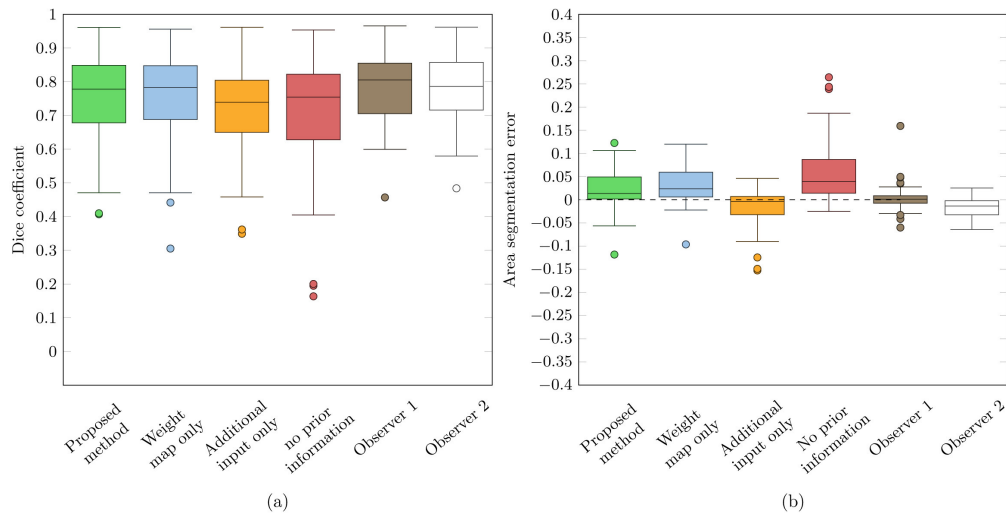 1
0.9
0.8
0.7
0.6
0.5
0.4
0.3
0.2
0.1
0
Dice coefficient
Proposed
method
Weight
map only
Additional
input only
no prior
information
Observer 1
Observer 2
(a)
0.4
0.35
0.3
0.25
0.2
0.15
0.1
0.05
0
−0.05
−0.1
−0.15
−0.2
−0.25
−0.3
−0.35
−0.4
Area segmentation error
Proposed
method
Weight
map only
Additional
input only
No prior
information
Observer 1
Observer 2
(b)